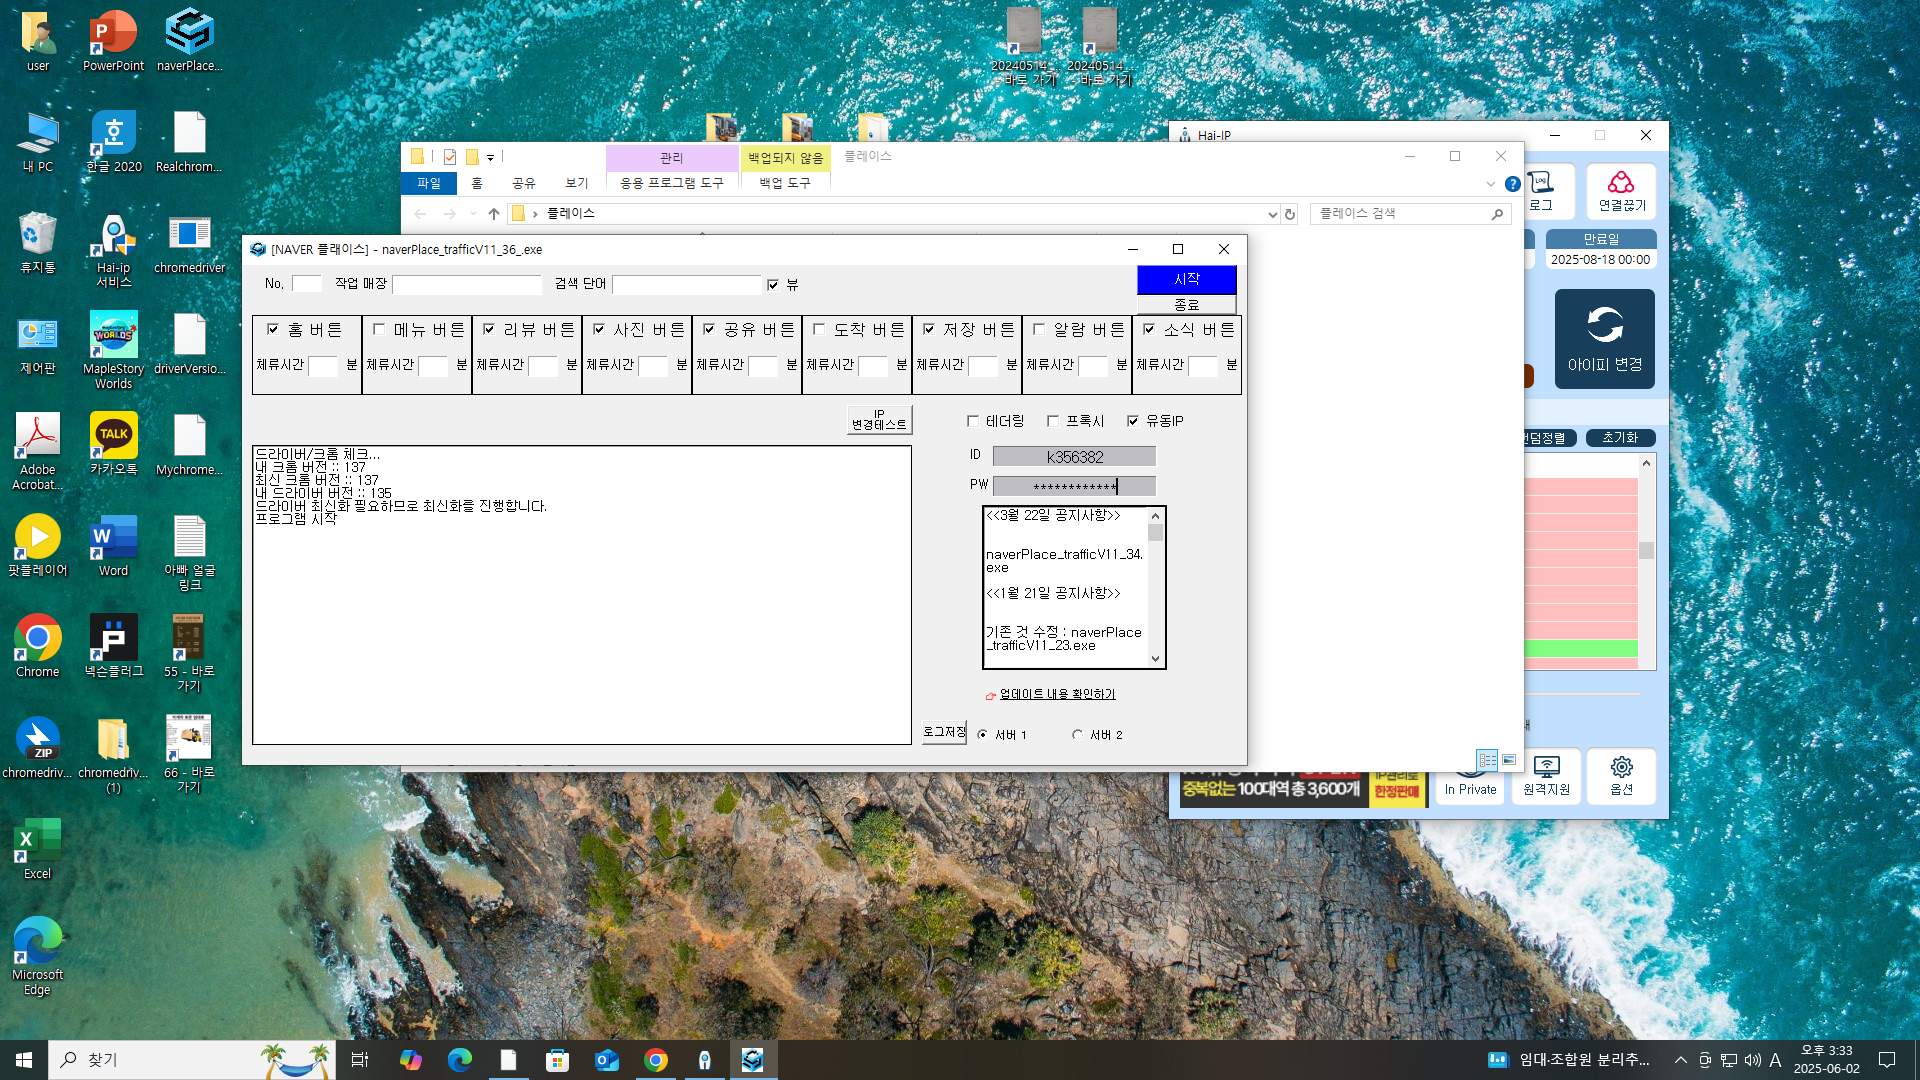 user
PowerPoint
naverPlace...
내 PC
한글 2020
Realchrom...
휴지통
Hai-ip
서비스
chromedriver
제어판
MapleStory
Worlds
driverVersio...
Adobe
Acrobat...
카카오톡
Mychrome...
팟플레이어
Word
아빠 얼굴
링크
Chrome
넥슨플러그
55 - 바로
가기
chromedriv...
chromedriv...
(1)
66 - 바로
가기
Excel
Microsoft
Edge
20240514_...
- 바로 가기
20240514_...
- 바로 가기
Hai-IP
관리
백업되지 않음
플레이스
파일
홈
공유
보기
응용 프로그램 도구
백업 도구
플레이스
플레이스 검색
로그
연결끊기
만료일
2025-08-18 00:00
아이피 변경
초기화
In Private
원격지원
옵션
중복없는 100대역 총 3,600개
한정판매
[NAVER 플래이스] - naverPlace_trafficV11_36_.exe
No.
작업 매장
검색 단어
뷰
시작
종료
홈 버튼
메뉴 버튼
리뷰 버튼
사진 버튼
공유 버튼
도착 버튼
저장 버튼
알람 버튼
소식 버튼
체류시간 분
체류시간 분
체류시간 분
체류시간 분
체류시간 분
체류시간 분
체류시간 분
체류시간 분
체류시간 분
IP
변경테스트
테더링
프록시
유동IP
드라이버/크롬 체크...
내 크롬 버전 :: 137
최신 크롬 버전 :: 137
내 드라이버 버전 :: 135
드라이버 최신화 필요하므로 최신화를 진행합니다.
프로그램 시작
ID
k356382
PW
************
<<3월 22일 공지사항>>
naverPlace_trafficV11_34.
exe
<<1월 21일 공지사항>>
기존 것 수정 : naverPlace
_trafficV11_23.exe
업데이트 내용 확인하기
로그저장
서버 1
서버 2
찾기
임대·조합원 분리추...
A
오후 3:33
2025-06-02